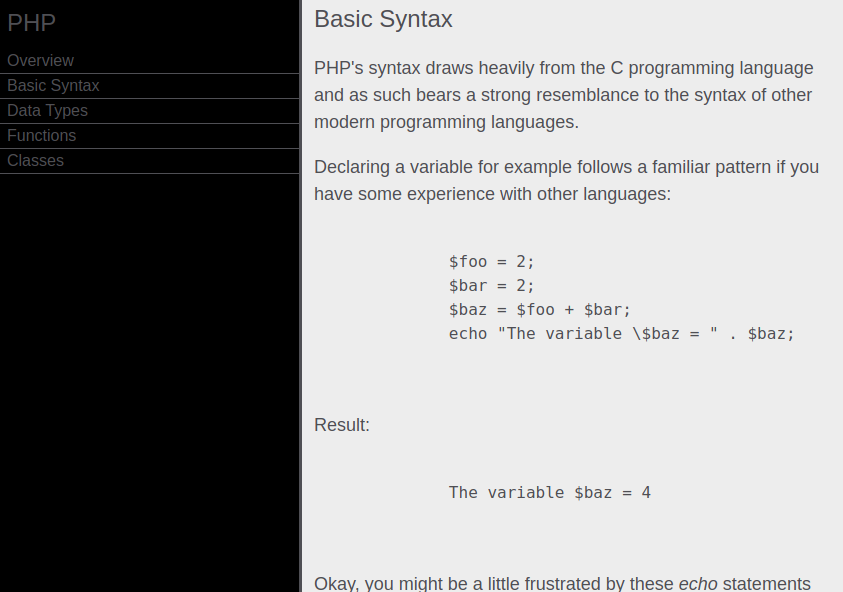 PHP
Overview
Basic Syntax
Data Types
Functions
Classes
Basic Syntax
PHP's syntax draws heavily from the C programming language
and as such bears a strong resemblance to the syntax of other
modern programming languages.
Declaring a variable for example follows a familiar pattern if you
have some experience with other languages:
$foo = 2;
$bar = 2;
$baz = $foo + $bar;
echo "The variable \$baz = " . $baz;
Result:
The variable $baz = 4
Okay, you might be a little frustrated by these echo statements